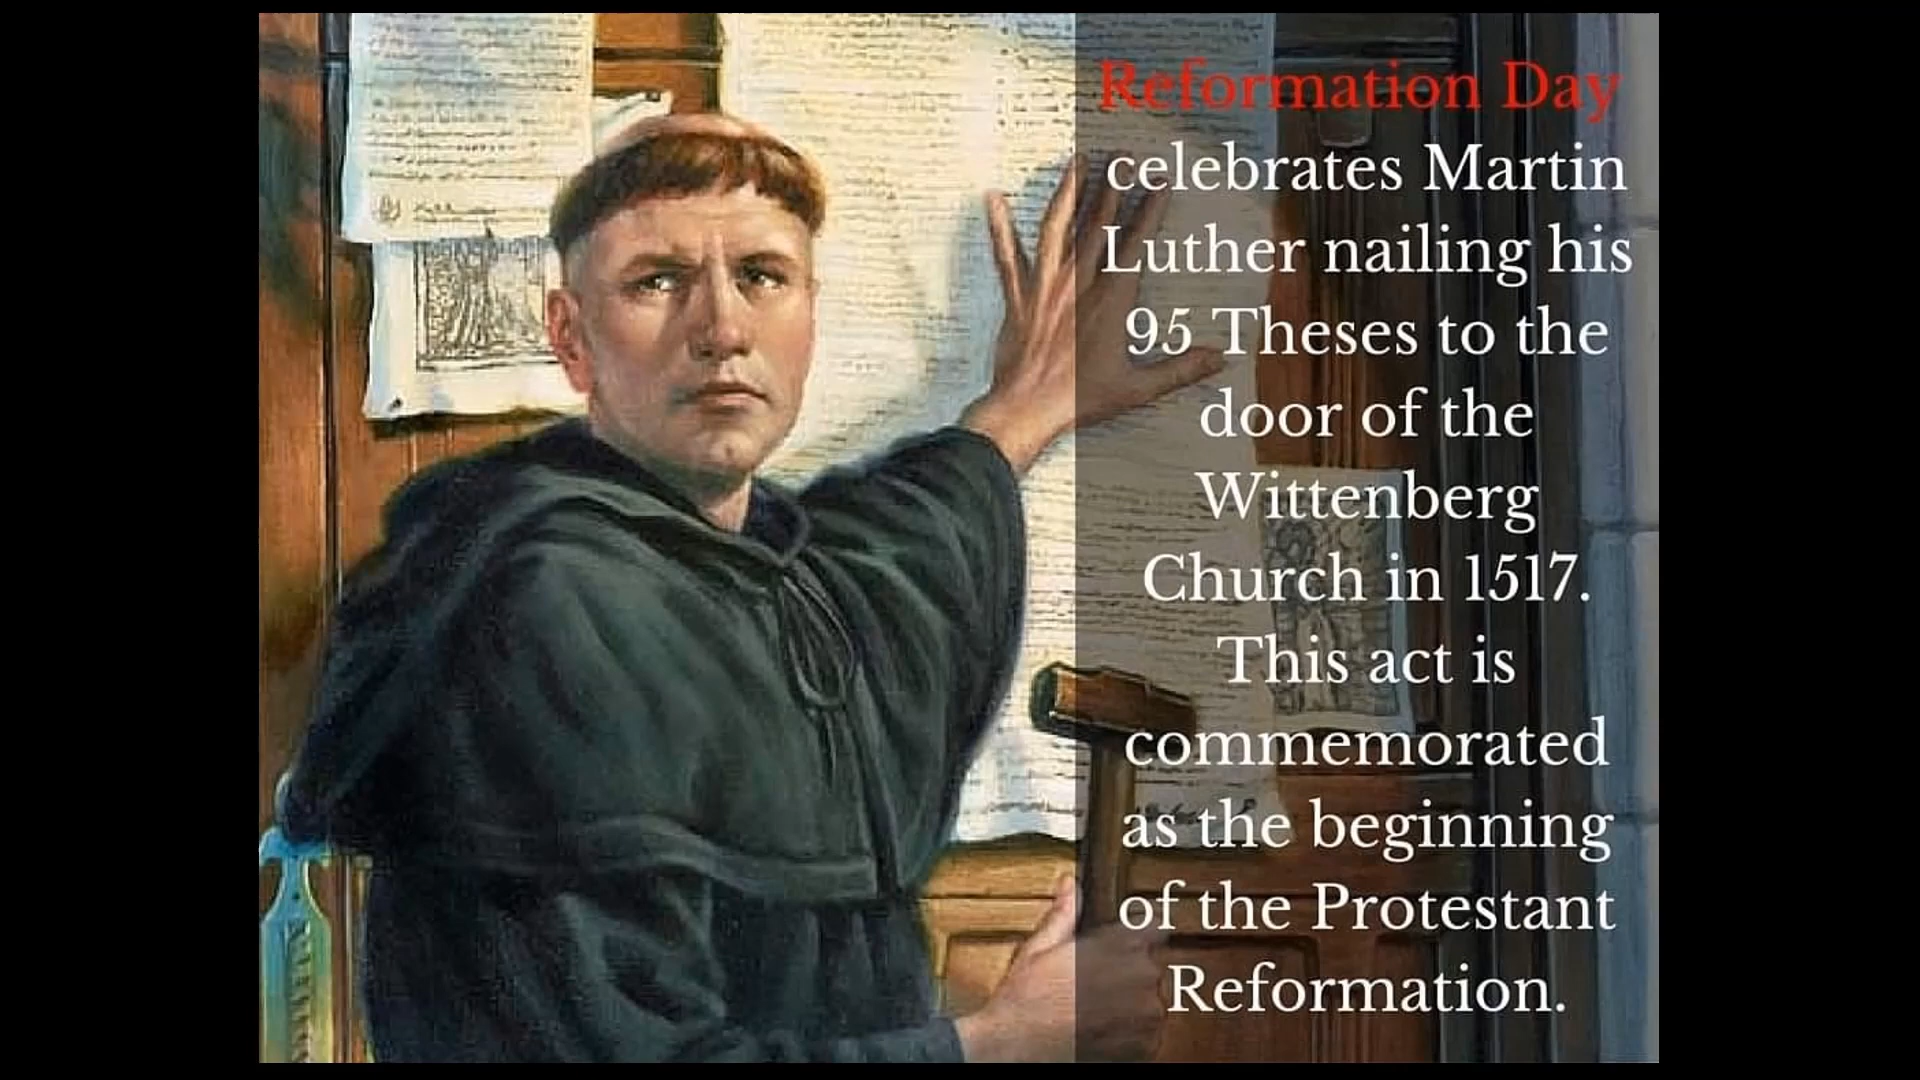 Reformation Day
celebrates Martin
Luther nailing his
95 Theses to the
door of the
Wittenberg
Church in 1517.
This act is
commemorated
as the beginning
of the Protestant
Reformation.